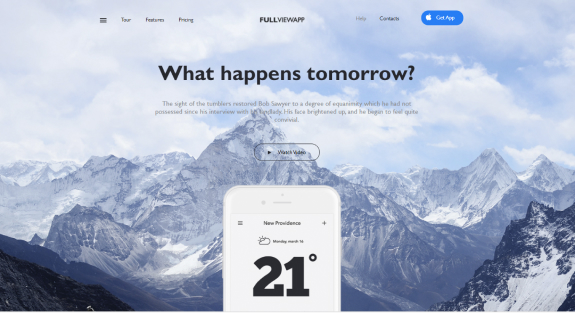 Tour Features Pricing FULLVIEWAPP Help Contacts Get App
What happens tomorrow?
The sight of the tumblers restored Bob Sawyer to a degree of equanimity which he had not
possessed since his interview with his landlady. His face brightened up, and he began to feel quite
convivial.
Watch Video
New Providence
Monday, march 16
21°